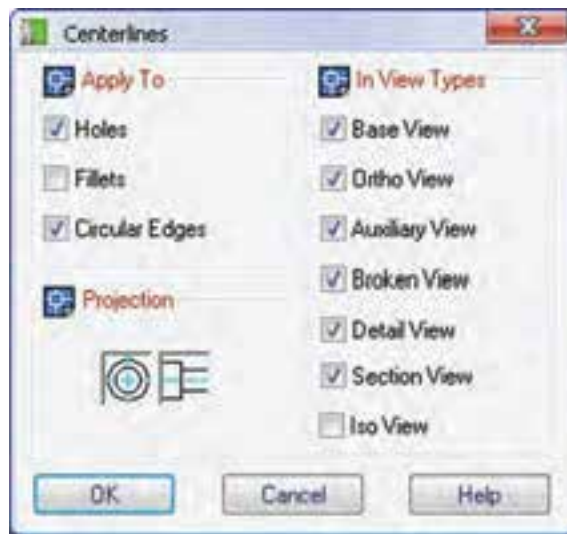 Centerlines
Apply To
Holes
Fillets
Circular Edges
Projection
In View Types
Base View
Ortho View
Auxiliary View
Broken View
Detail View
Section View
Iso View
OK
Cancel
Help